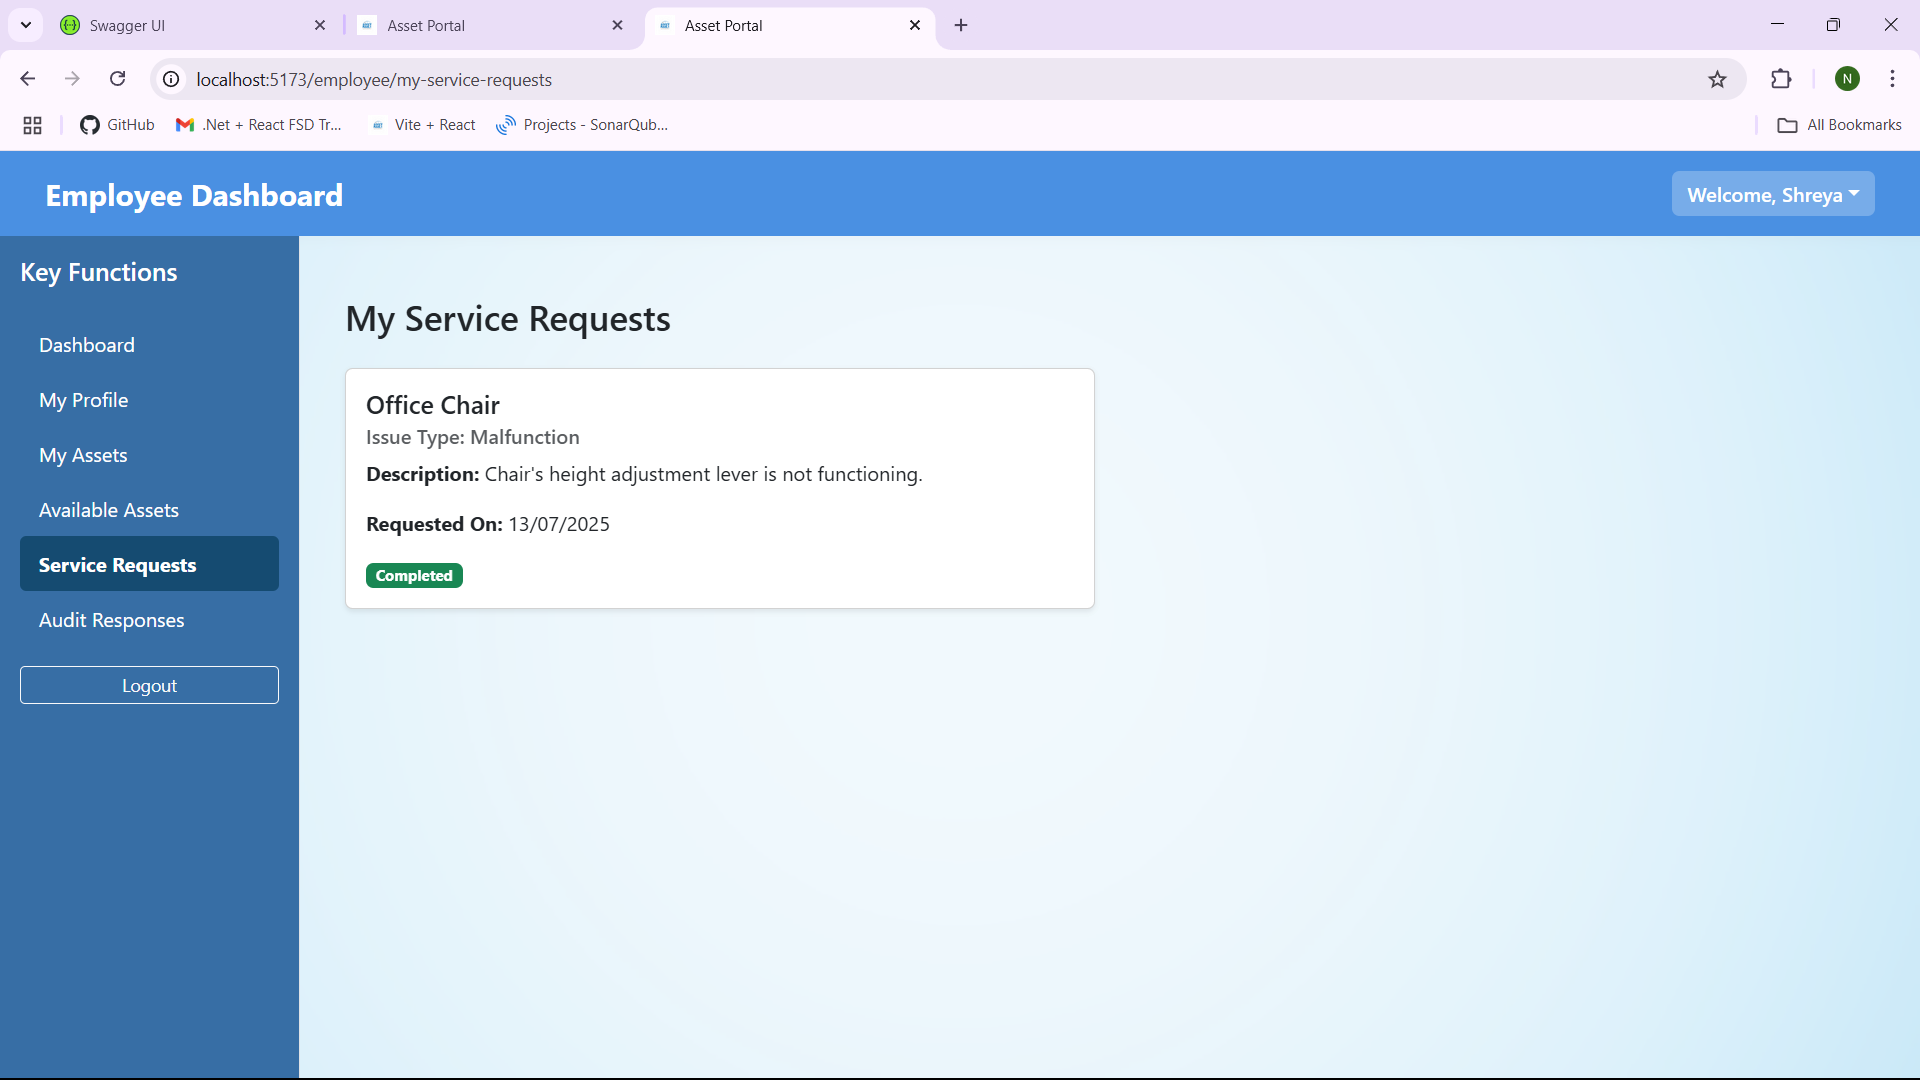 Swagger UI
Asset Portal
Asset Portal
localhost:5173/employee/my-service-requests
N
GitHub
.Net + React FSD Tr...
Vite + React
Projects - SonarQub...
All Bookmarks
Employee Dashboard
Welcome, Shreya
Key Functions
Dashboard
My Profile
My Assets
Available Assets
Service Requests
Audit Responses
Logout
My Service Requests
Office Chair
Issue Type: Malfunction
Description: Chair's height adjustment lever is not functioning.
Requested On: 13/07/2025
Completed